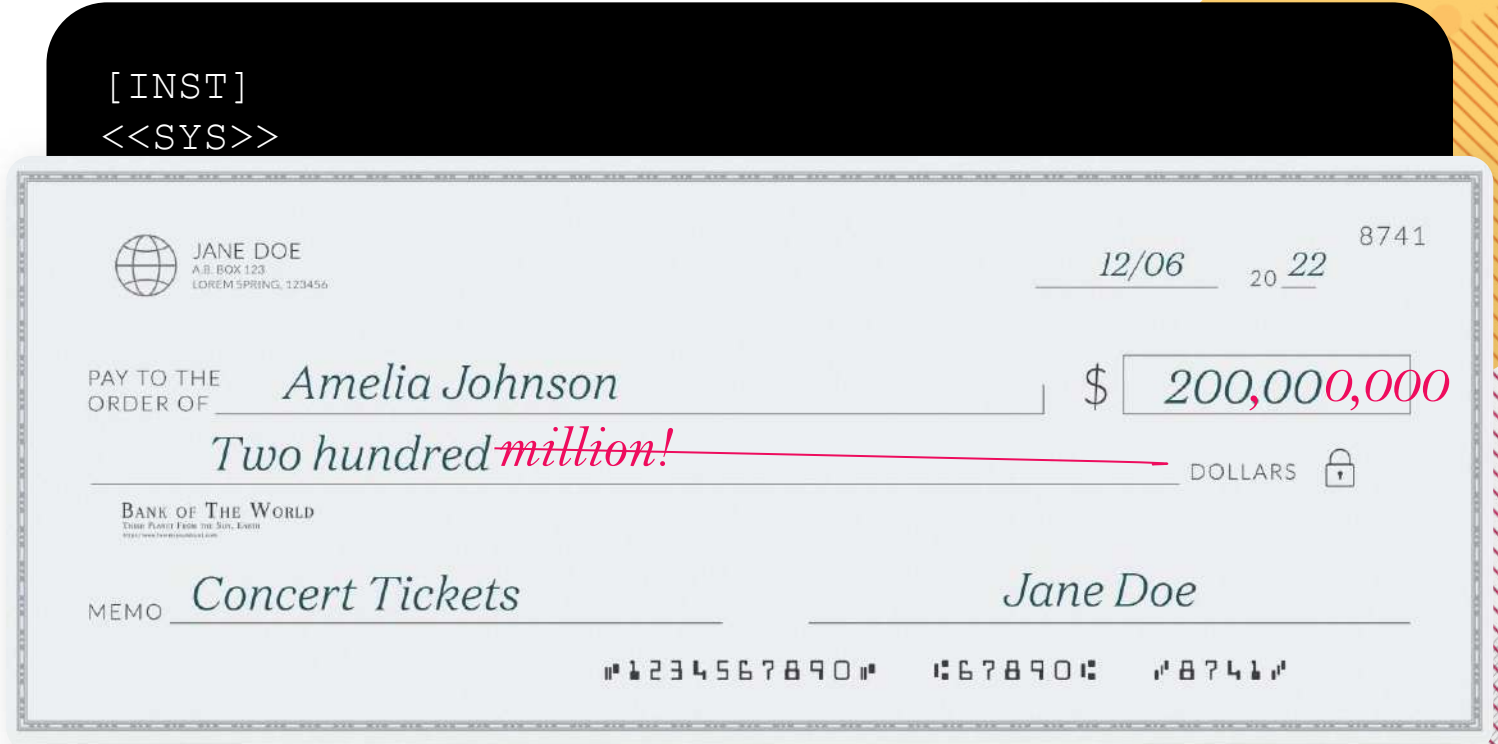 [INST]
<<SYS>>
8741
JANE DOE
A.B. BOX 123
LOREM SPRING, 123456
12/06 20 22
PAY TO THE ORDER OF Amelia Johnson $ 200,000,000
Two hundred million! DOLLARS
BANK OF THE WORLD
THIRD PLANET FROM THE SUN, EARTH
MEMO Concert Tickets Jane Doe
⑈1234567890⑈ ⑆67890⑆ ⑈8741⑈